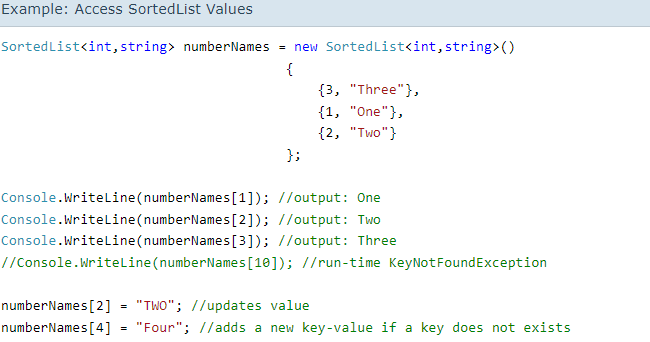 Example: Access SortedList Values
SortedList<int,string> numberNames = new SortedList<int,string>()
{
{3, "Three"},
{1, "One"},
{2, "Two"}
};
Console.WriteLine(numberNames[1]); //output: One
Console.WriteLine(numberNames[2]); //output: Two
Console.WriteLine(numberNames[3]); //output: Three
//Console.WriteLine(numberNames[10]); //run-time KeyNotFoundException
numberNames[2] = "TWO"; //updates value
numberNames[4] = "Four"; //adds a new key-value if a key does not exists